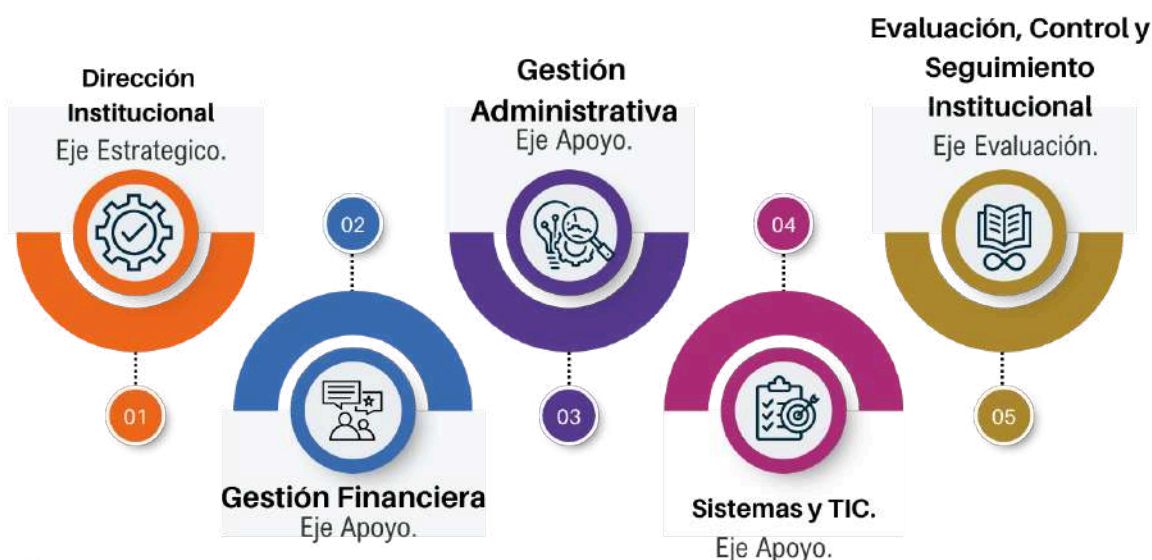 Dirección
Institucional
Eje Estrategico.
01
02
Gestión Financiera
Eje Apoyo.
Gestión
Administrativa
Eje Apoyo.
03
04
Sistemas y TIC.
Eje Apoyo.
Evaluación, Control y
Seguimiento
Institucional
Eje Evaluación.
05